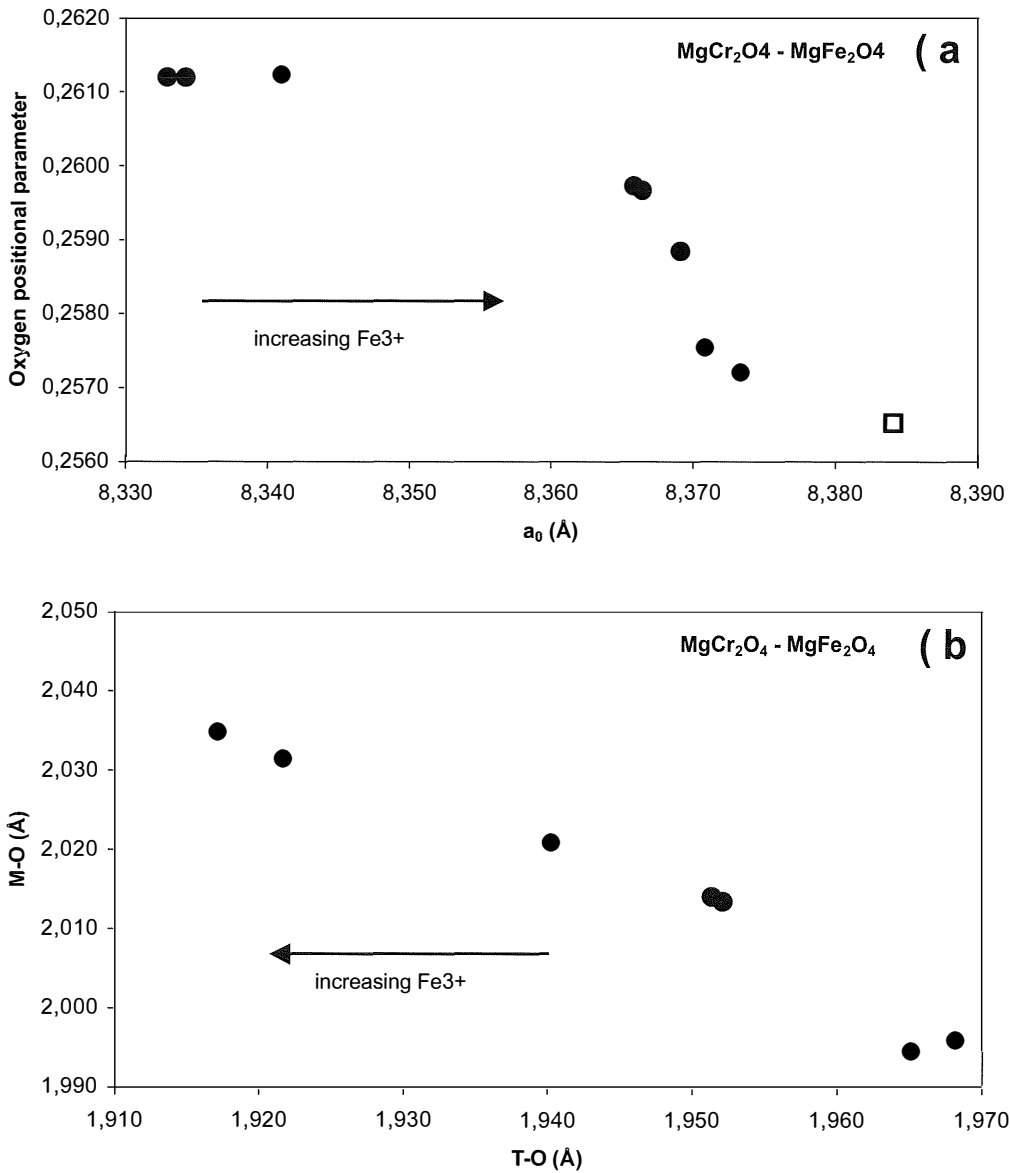 0,2620
0,2610
0,2600
0,2590
0,2580
0,2570
0,2560
Oxygen positional parameter
MgCr₂O4 - MgFe₂O4 ( a
increasing Fe3+
8,330 8,340 8,350 8,360 8,370 8,380 8,390
a₀ (Å)
2,050
2,040
2,030
2,020
2,010
2,000
1,990
M-O (Å)
MgCr₂O₄ - MgFe₂O₄ ( b
increasing Fe3+
1,910 1,920 1,930 1,940 1,950 1,960 1,970
T-O (Å)